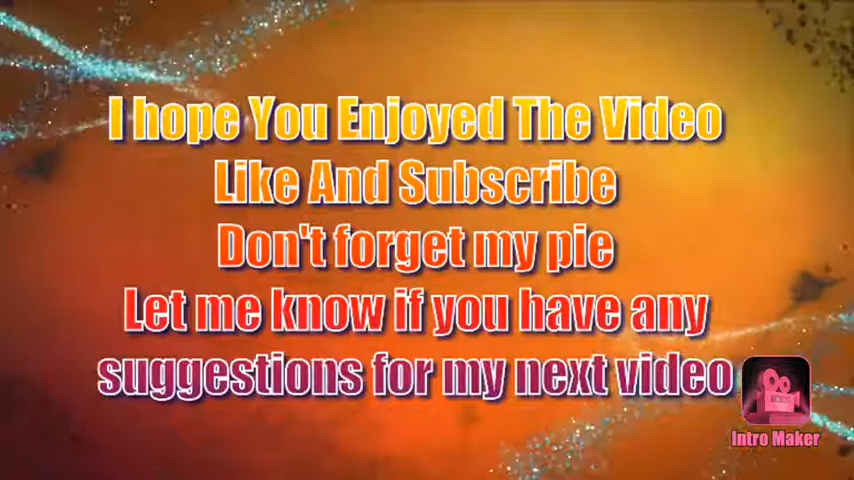 I hope You Enjoyed The Video
Like And Subscribe
Don't forget my pie
Let me know if you have any
suggestions for my next video
Intro Maker